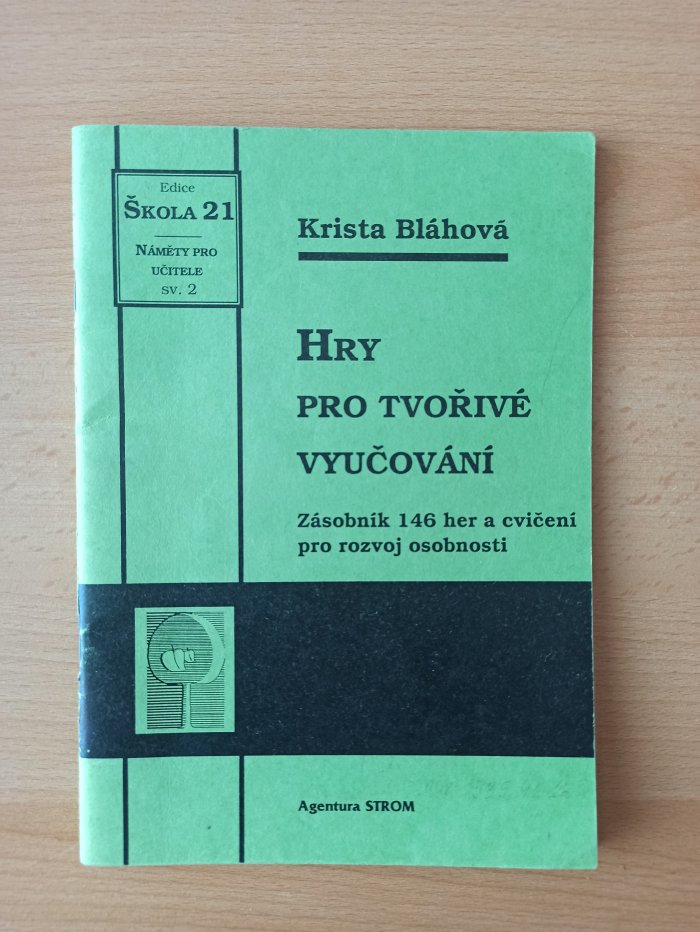 Edice
ŠKOLA 21
NÁMĚTY PRO
UČITELE
SV. 2
Krista Bláhová
HRY
PRO TVOŘIVÉ
VYUČOVÁNÍ
Zásobník 146 her a cvičení
pro rozvoj osobnosti
Agentura STROM